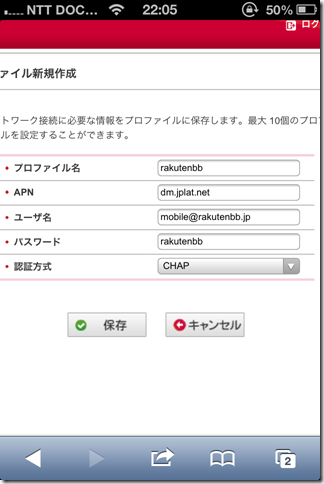 NTT DOC... 22:05 50%
ログ
ァイル新規作成
トワーク接続に必要な情報をプロファイルに保存します。最大 10個のプロフ
ルを設定することができます。
• プロファイル名 rakutenbb
• APN dm.jplat.net
• ユーザ名 mobile@rakutenbb.jp
• パスワード rakutenbb
• 認証方式 CHAP
保存 キャンセル
2